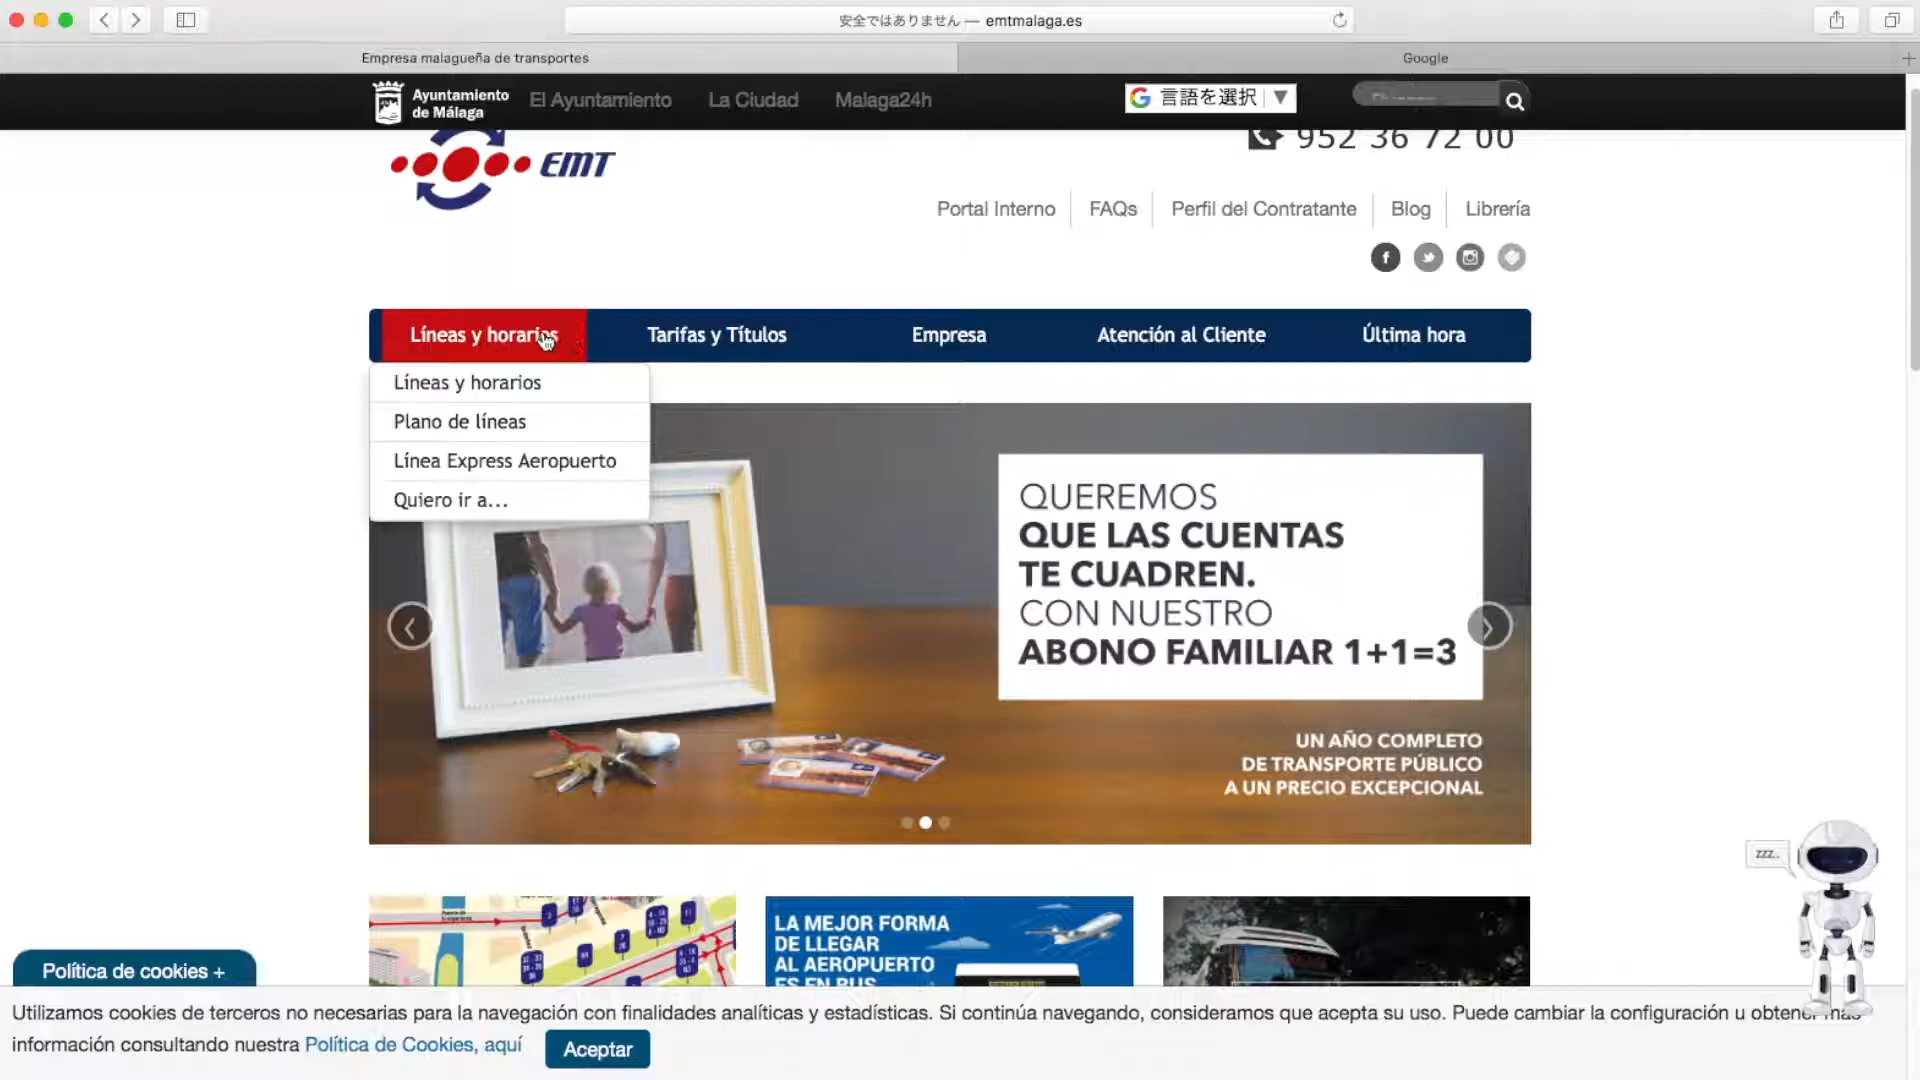 安全ではありません — emtmalaga.es
Empresa malagueña de transportes
Google
Ayuntamiento
de Málaga
El Ayuntamiento
La Ciudad
Malaga24h
言語を選択
952 36 72 00
EMT
Portal Interno
FAQs
Perfil del Contratante
Blog
Librería
Líneas y horarios
Tarifas y Títulos
Empresa
Atención al Cliente
Última hora
Líneas y horarios
Plano de líneas
Línea Express Aeropuerto
Quiero ir a...
QUEREMOS
QUE LAS CUENTAS
TE CUADREN.
CON NUESTRO
ABONO FAMILIAR 1+1=3
UN AÑO COMPLETO
DE TRANSPORTE PÚBLICO
A UN PRECIO EXCEPCIONAL
zzz..
LA MEJOR FORMA
DE LLEGAR
AL AEROPUERTO
ES EN BUS
Política de cookies +
Utilizamos cookies de terceros no necesarias para la navegación con finalidades analíticas y estadísticas. Si continúa navegando, consideramos que acepta su uso. Puede cambiar la configuración u obtener más
información consultando nuestra Política de Cookies, aquí
Aceptar